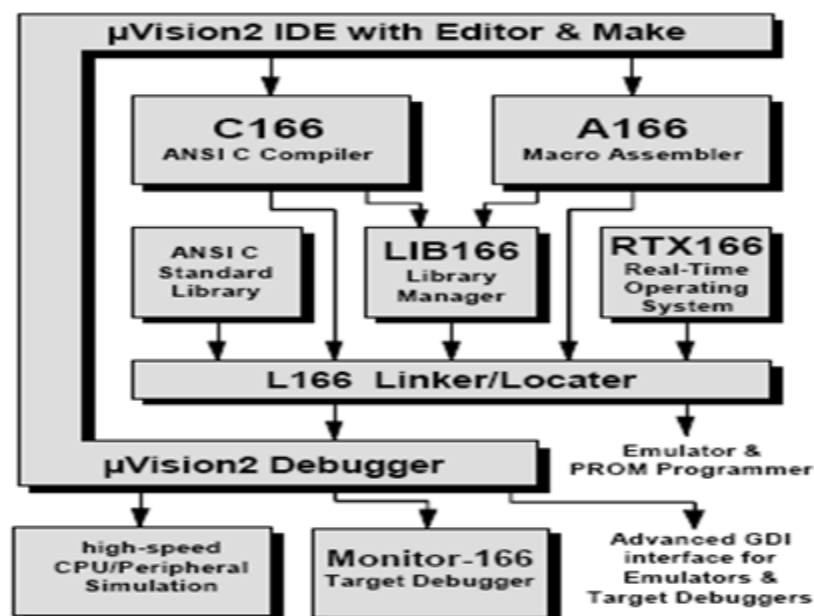 µVision2 IDE with Editor & Make
C166
ANSI C Compiler
A166
Macro Assembler
ANSI C
Standard
Library
LIB166
Library
Manager
RTX166
Real-Time
Operating
System
L166 Linker/Locater
µVision2 Debugger
Emulator &
PROM Programmer
high-speed
CPU/Peripheral
Simulation
Monitor-166
Target Debugger
Advanced GDI
interface for
Emulators &
Target Debuggers